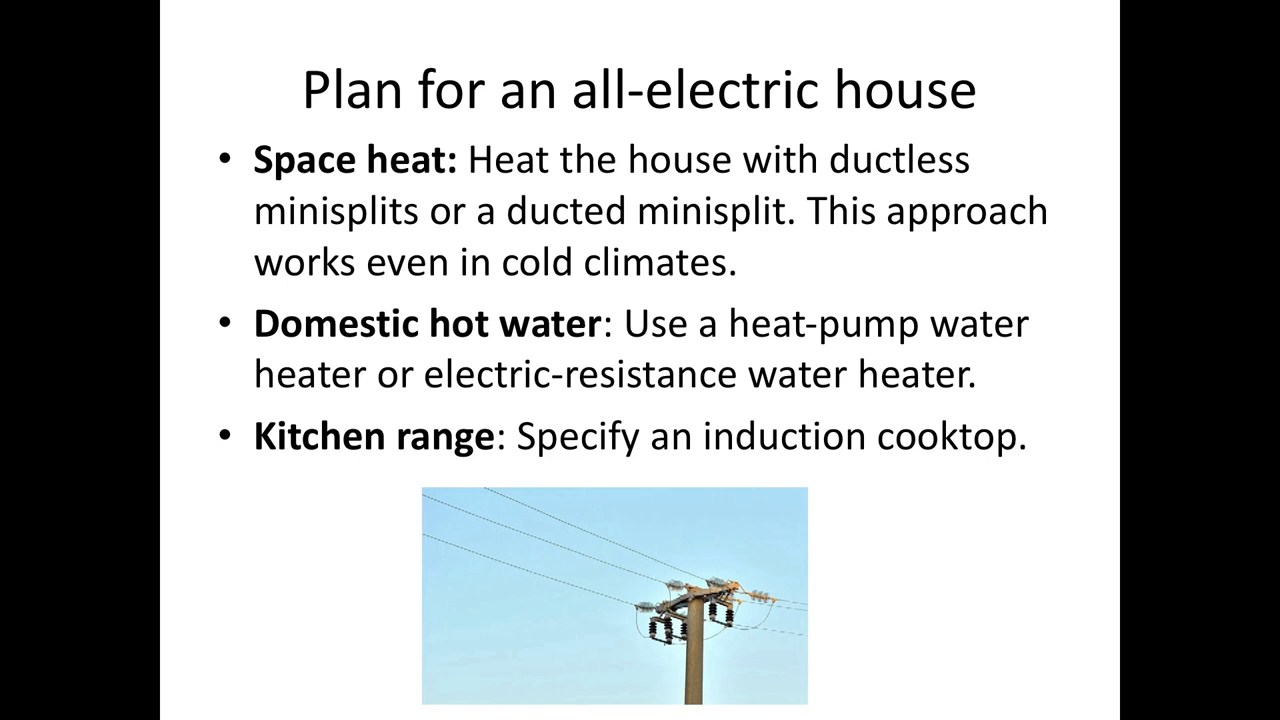 Plan for an all-electric house
• Space heat: Heat the house with ductless
minisplits or a ducted minisplit. This approach
works even in cold climates.
• Domestic hot water: Use a heat-pump water
heater or electric-resistance water heater.
• Kitchen range: Specify an induction cooktop.